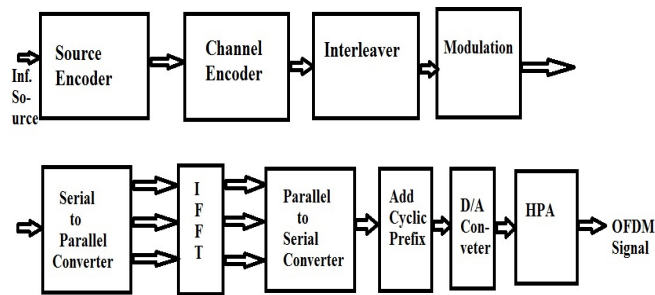 Inf.
So-
urce
Source
Encoder
Channel
Encoder
Interleaver
Modulation
Serial
to
Parallel
Converter
I
F
F
T
Parallel
to
Serial
Converter
Add
Cyclic
Prefix
D/A
Con-
veter
HPA
OFDM
Signal